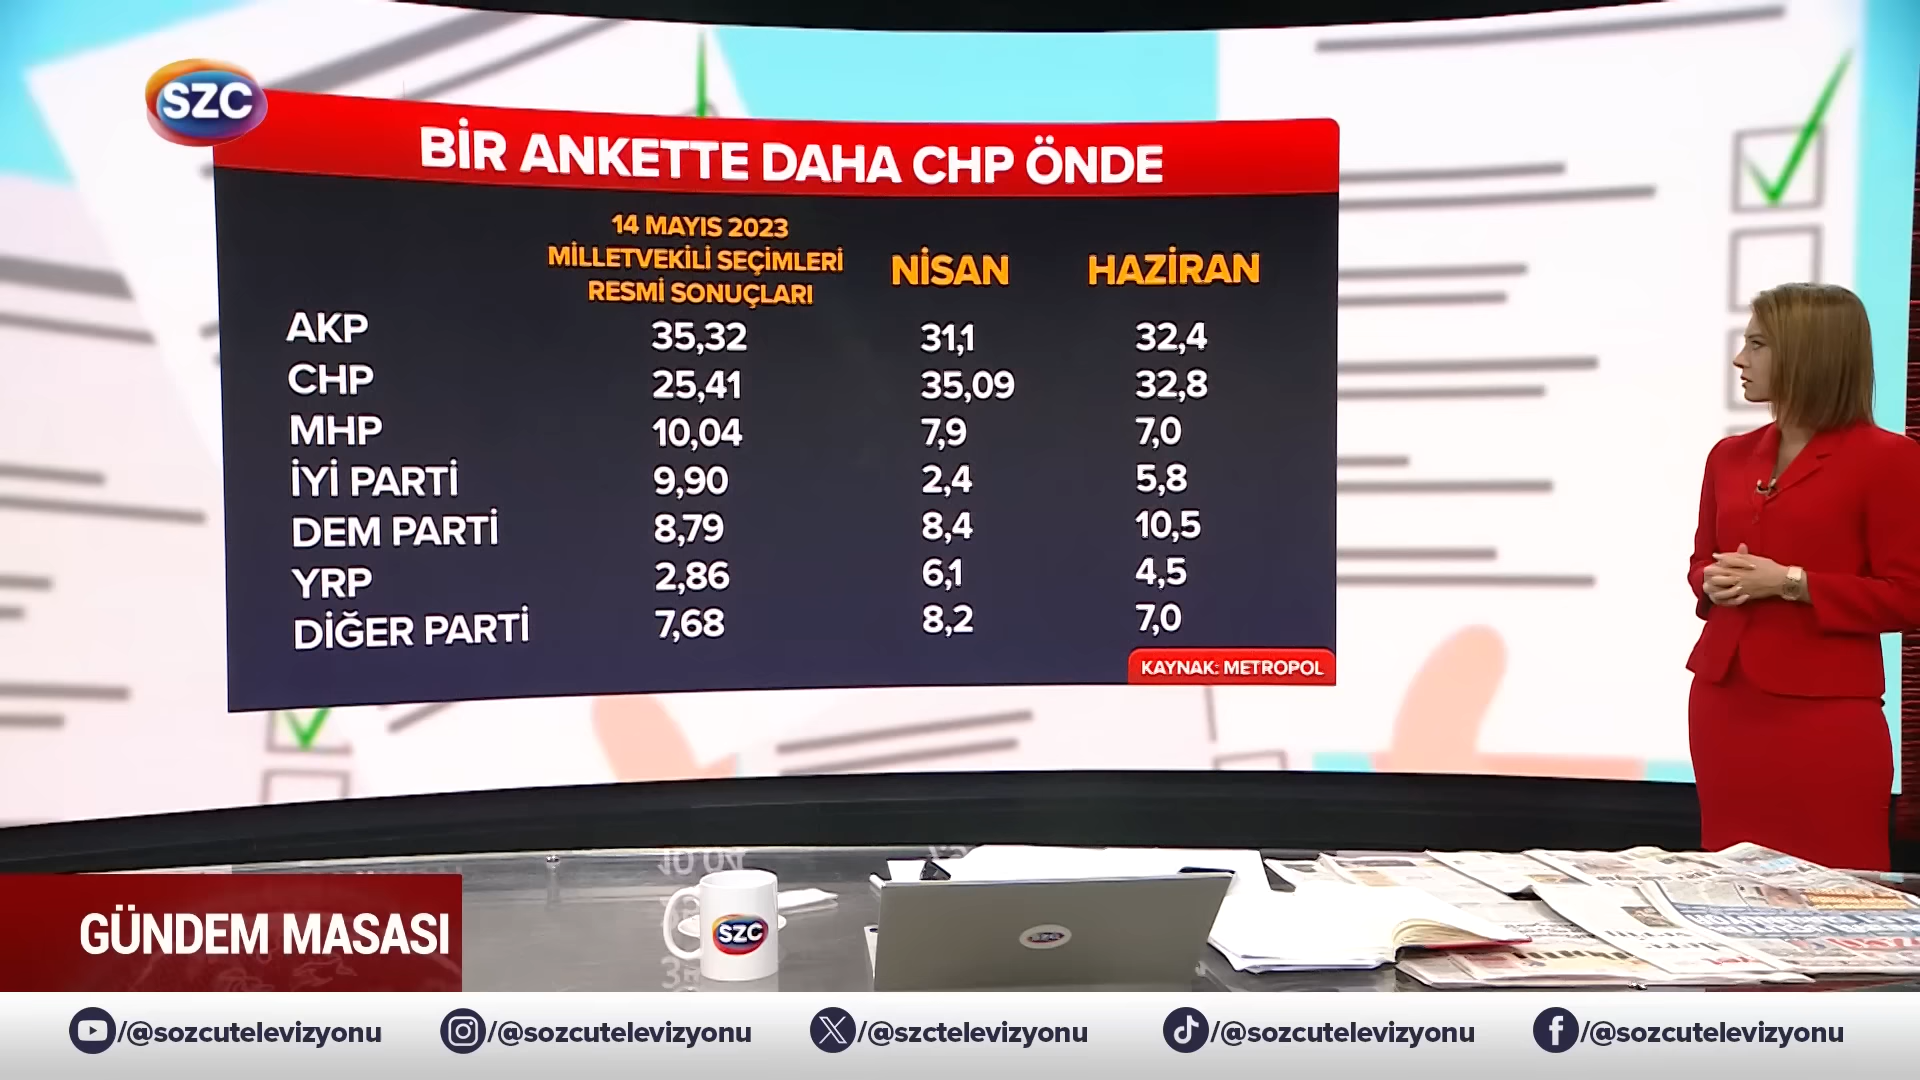 SZC
BİR ANKETTE DAHA CHP ÖNDE
14 MAYIS 2023
MİLLETVEKİLİ SEÇİMLERİ
RESMİ SONUÇLARI
NİSAN
HAZİRAN
AKP 35,32 31,1 32,4
CHP 25,41 35,09 32,8
MHP 10,04 7,9 7,0
İYİ PARTİ 9,90 2,4 5,8
DEM PARTİ 8,79 8,4 10,5
YRP 2,86 6,1 4,5
DİĞER PARTİ 7,68 8,2 7,0
KAYNAK: METROPOL
GÜNDEM MASASI
SZC
SZC
/@sozcutelevizyonu
/@sozcutelevizyonu
/@szctelevizyonu
/@sozcutelevizyonu
/@sozcutelevizyonu